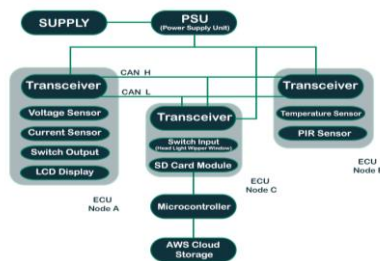 SUPPLY
PSU
(Power Supply Unit)
CAN H
CAN L
Transceiver
Voltage Sensor
Current Sensor
Switch Output
LCD Display
ECU
Node A
Transceiver
Switch Input
(Head Light Wipper Window)
SD Card Module
ECU
Node C
Microcontroller
AWS Cloud
Storage
Transceiver
Temperature Sensor
PIR Sensor
ECU
Node